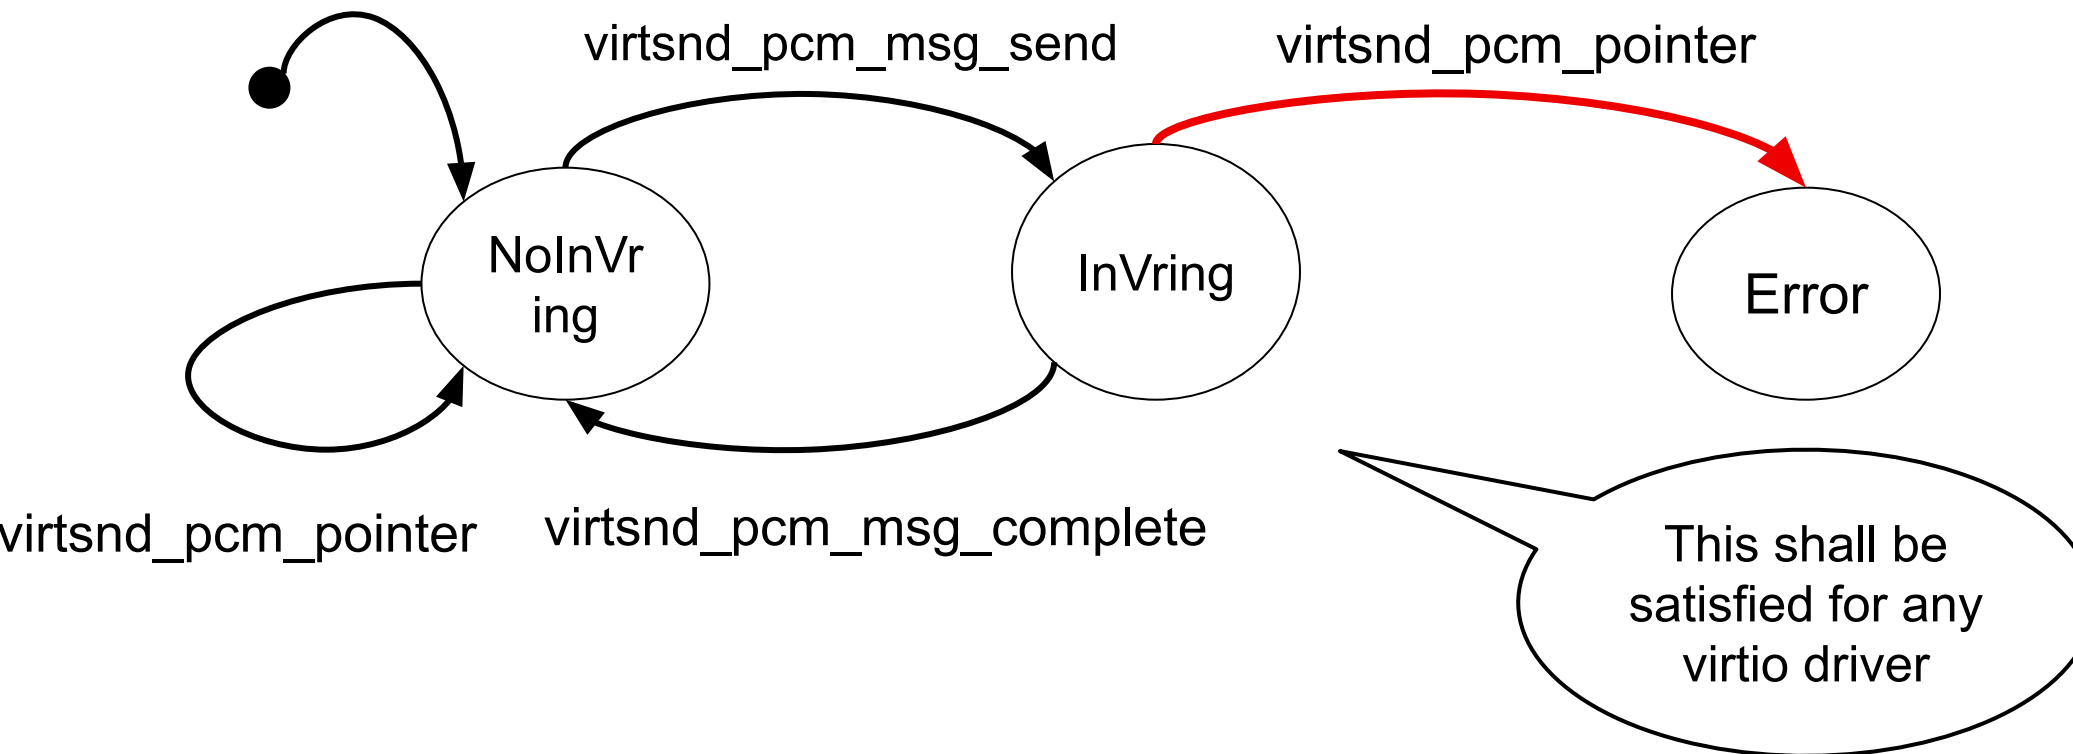 virtsnd_pcm_msg_send
virtsnd_pcm_pointer
NoInVr
ing
InVring
Error
virtsnd_pcm_pointer
virtsnd_pcm_msg_complete
This shall be
satisfied for any
virtio driver